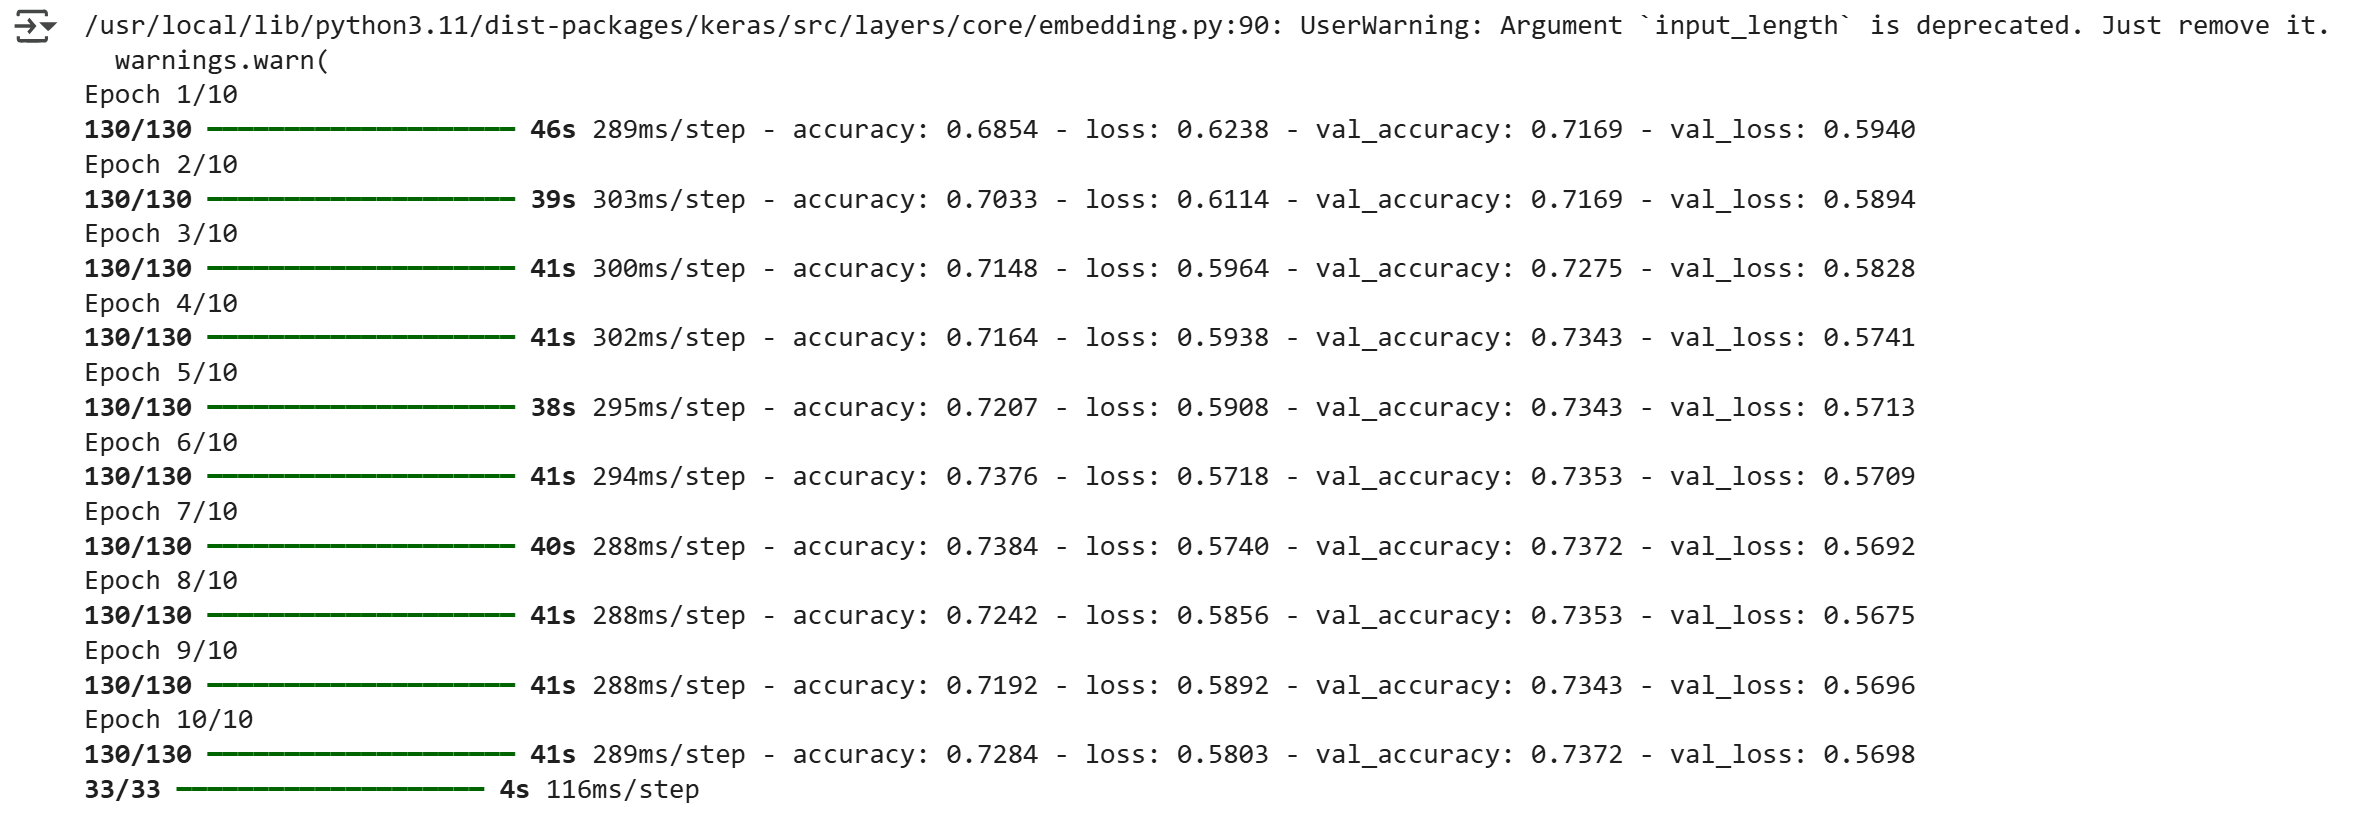 /usr/local/lib/python3.11/dist-packages/keras/src/layers/core/embedding.py:90: UserWarning: Argument `input_length` is deprecated. Just remove it.
warnings.warn(
Epoch 1/10
130/130 ━━━━━━━━━━━━━━━━━━━━ 46s 289ms/step - accuracy: 0.6854 - loss: 0.6238 - val_accuracy: 0.7169 - val_loss: 0.5940
Epoch 2/10
130/130 ━━━━━━━━━━━━━━━━━━━━ 39s 303ms/step - accuracy: 0.7033 - loss: 0.6114 - val_accuracy: 0.7169 - val_loss: 0.5894
Epoch 3/10
130/130 ━━━━━━━━━━━━━━━━━━━━ 41s 300ms/step - accuracy: 0.7148 - loss: 0.5964 - val_accuracy: 0.7275 - val_loss: 0.5828
Epoch 4/10
130/130 ━━━━━━━━━━━━━━━━━━━━ 41s 302ms/step - accuracy: 0.7164 - loss: 0.5938 - val_accuracy: 0.7343 - val_loss: 0.5741
Epoch 5/10
130/130 ━━━━━━━━━━━━━━━━━━━━ 38s 295ms/step - accuracy: 0.7207 - loss: 0.5908 - val_accuracy: 0.7343 - val_loss: 0.5713
Epoch 6/10
130/130 ━━━━━━━━━━━━━━━━━━━━ 41s 294ms/step - accuracy: 0.7376 - loss: 0.5718 - val_accuracy: 0.7353 - val_loss: 0.5709
Epoch 7/10
130/130 ━━━━━━━━━━━━━━━━━━━━ 40s 288ms/step - accuracy: 0.7384 - loss: 0.5740 - val_accuracy: 0.7372 - val_loss: 0.5692
Epoch 8/10
130/130 ━━━━━━━━━━━━━━━━━━━━ 41s 288ms/step - accuracy: 0.7242 - loss: 0.5856 - val_accuracy: 0.7353 - val_loss: 0.5675
Epoch 9/10
130/130 ━━━━━━━━━━━━━━━━━━━━ 41s 288ms/step - accuracy: 0.7192 - loss: 0.5892 - val_accuracy: 0.7343 - val_loss: 0.5696
Epoch 10/10
130/130 ━━━━━━━━━━━━━━━━━━━━ 41s 289ms/step - accuracy: 0.7284 - loss: 0.5803 - val_accuracy: 0.7372 - val_loss: 0.5698
33/33 ━━━━━━━━━━━━━━━━━━━━ 4s 116ms/step